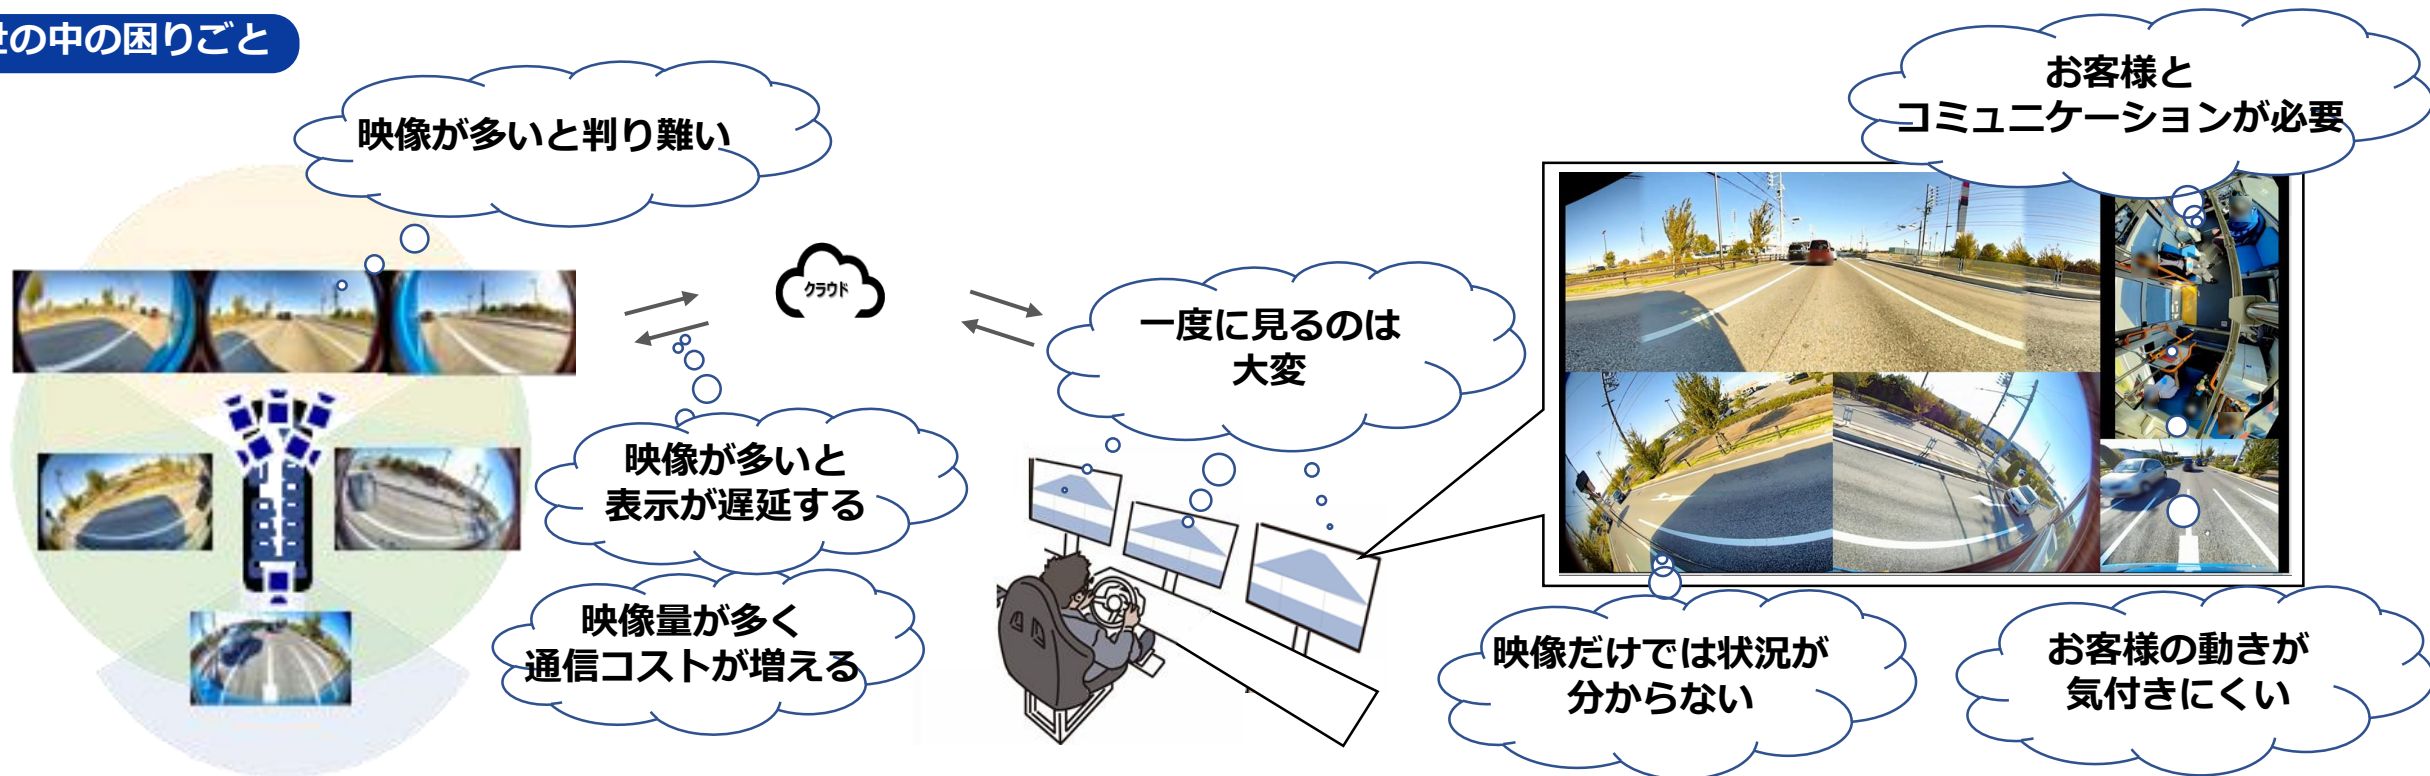 の中の困りごと
映像が多いと判り難い
お客様と
コミュニケーションが必要
クラウド
一度に見るのは
大変
映像が多いと
表示が遅延する
映像量が多く
通信コストが増える
映像だけでは状況が
分からない
お客様の動きが
気付きにくい